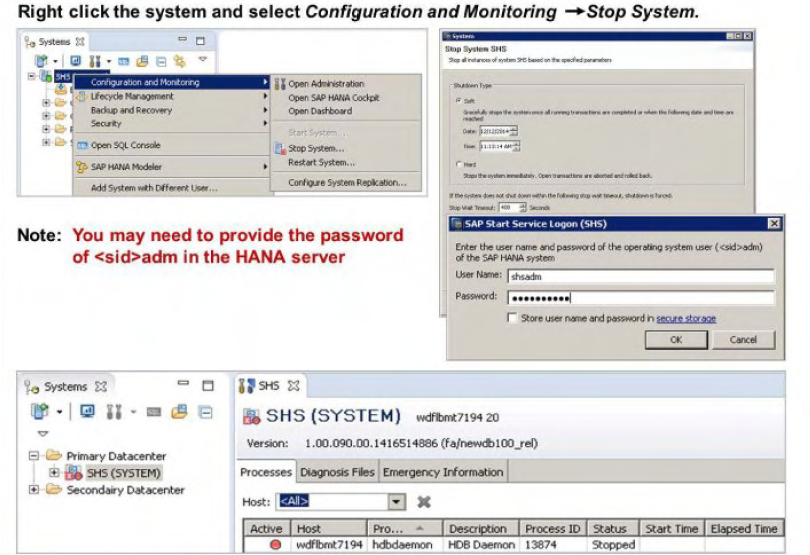 Right click the system and select Configuration and Monitoring → Stop System.
Systems
SHS
Configuration and Monitoring
Lifecycle Management
Backup and Recovery
Security
Open SQL Console
SAP HANA Modeler
Add System with Different User...
Open Administration
Open SAP HANA Cockpit
Open Dashboard
Start System...
Stop System...
Restart System...
Configure System Replication...
System
Stop System SHS
Stop all instances of system SHS based on the specified parameters
Shutdown Type
Soft
Gracefully stops the system once all running transactions are completed or when the following date and time are reached
Date: 12/12/2014
Time: 11:13:14 AM
Hard
Stops the system immediately. Open transactions are aborted and rolled back.
If the system does not shut down within the following stop wait timeout, shutdown is forced.
Stop Wait Timeout: 400 Seconds
SAP Start Service Logon (SHS)
Enter the user name and password of the operating system user (<sid>adm)
of the SAP HANA system
User Name: shsadm
Password: ●●●●●●●●●●
Store user name and password in secure storage
OK Cancel
Note: You may need to provide the password
of <sid>adm in the HANA server
Systems
Primary Datacenter
SHS (SYSTEM)
Secondairy Datacenter
SHS
SHS (SYSTEM) wdflbmt7194 20
Version: 1.00.090.00.1416514886 (fa/newdb100_rel)
Processes Diagnosis Files Emergency Information
Host: <All>
Active Host Pro... Description Process ID Status Start Time Elapsed Time
wdflbmt7194 hdbdaemon HDB Daemon 13874 Stopped